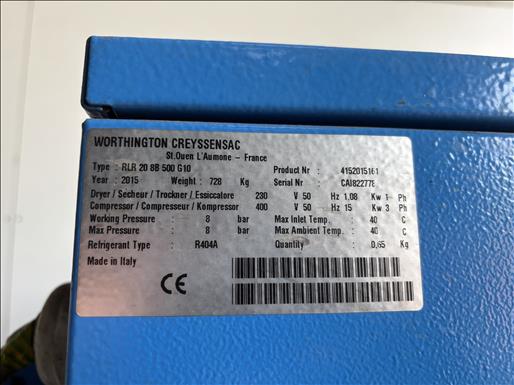 WORTHINGTON CREYSSENSAC
St.Ouen L'Aumone – France
Type : RLR 20 8B 500 G10 Product Nr : 4152015161
Year : 2015 Weight : 728 Kg Serial Nr : CAI822778
Dryer / Secheur / Trockner / Essiccatore 230 V 50 Hz 1,08 Kw 1 Ph
Compressor / Compresseur / Kompressor 400 V 50 Hz 15 Kw 3 Ph
Working Pressure : 8 bar Max Inlet Temp. : 40 C
Max Pressure : 8 bar Max Ambient Temp. : 40 C
Refrigerant Type : R404A Quantity : 0,65 Kg
Made in Italy
CE